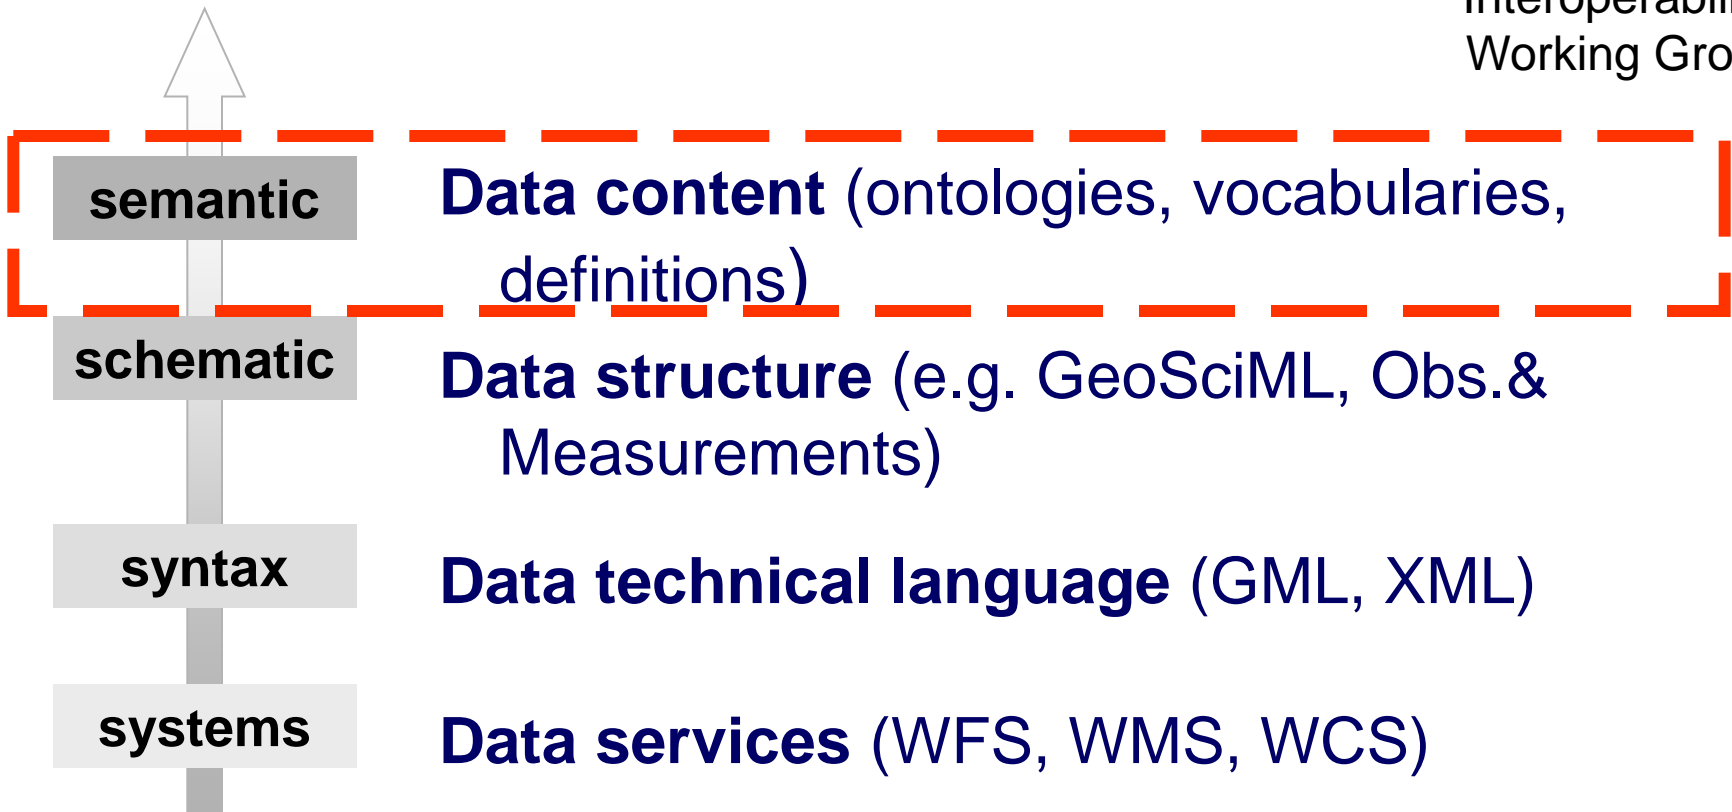 Working Gro
semantic
Data content (ontologies, vocabularies,
definitions)
schematic
Data structure (e.g. GeoSciML, Obs.&
Measurements)
syntax
Data technical language (GML, XML)
systems
Data services (WFS, WMS, WCS)